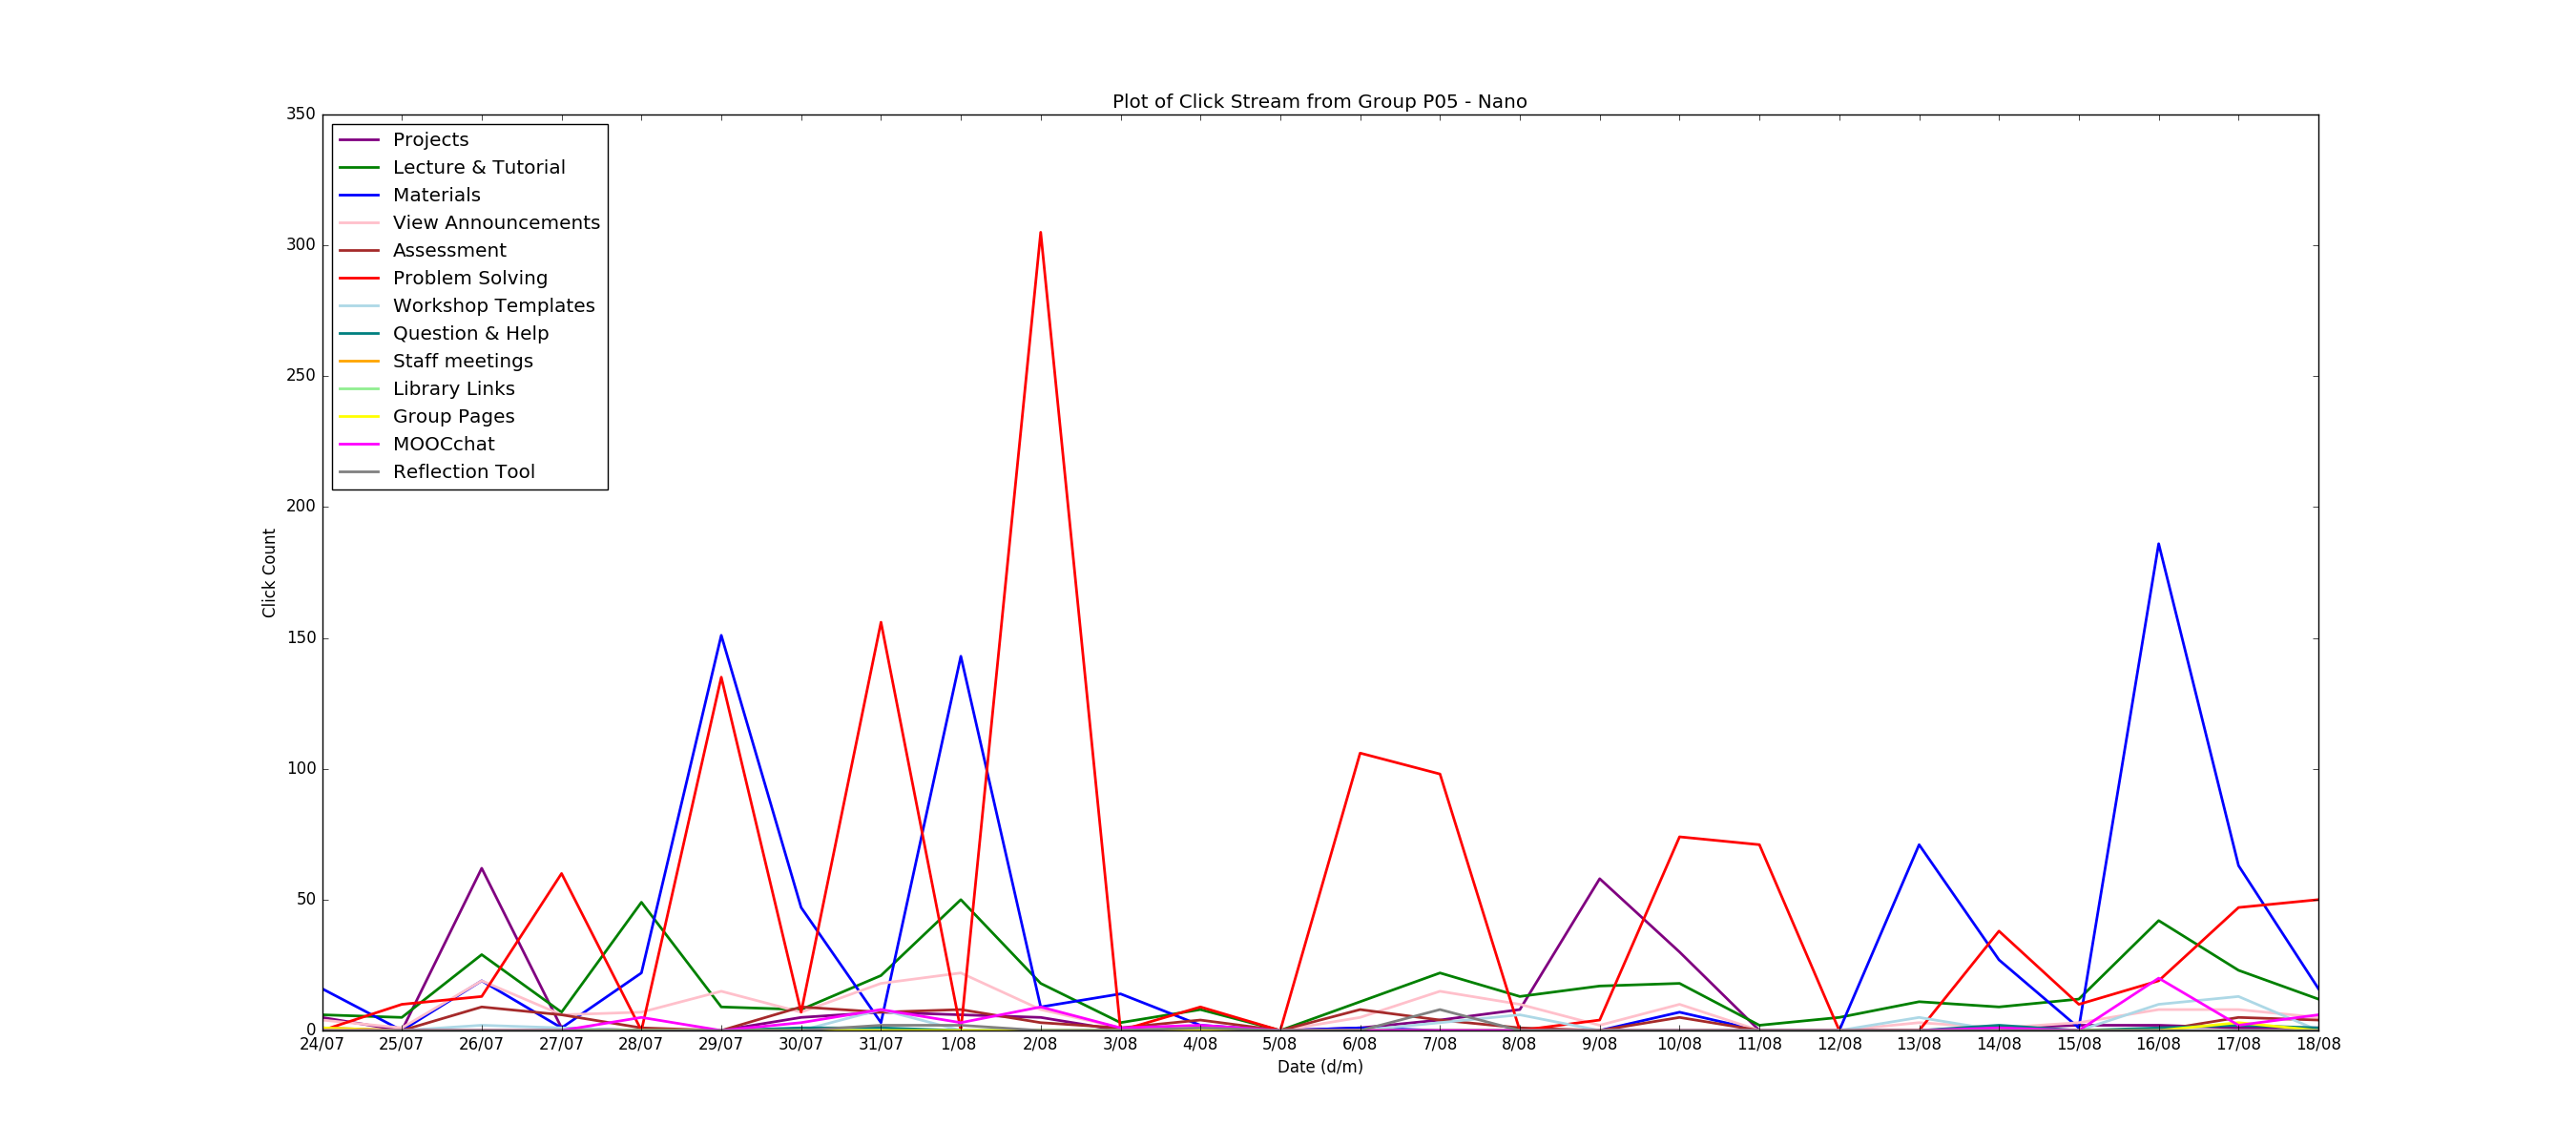 Plot of Click Stream from Group P05 - Nano
350
300
250
200
150
100
50
0
Click Count
Projects
Lecture & Tutorial
Materials
View Announcements
Assessment
Problem Solving
Workshop Templates
Question & Help
Staff meetings
Library Links
Group Pages
MOOCchat
Reflection Tool
24/07 25/07 26/07 27/07 28/07 29/07 30/07 31/07 1/08 2/08 3/08 4/08 5/08 6/08 7/08 8/08 9/08 10/08 11/08 12/08 13/08 14/08 15/08 16/08 17/08 18/08
Date (d/m)